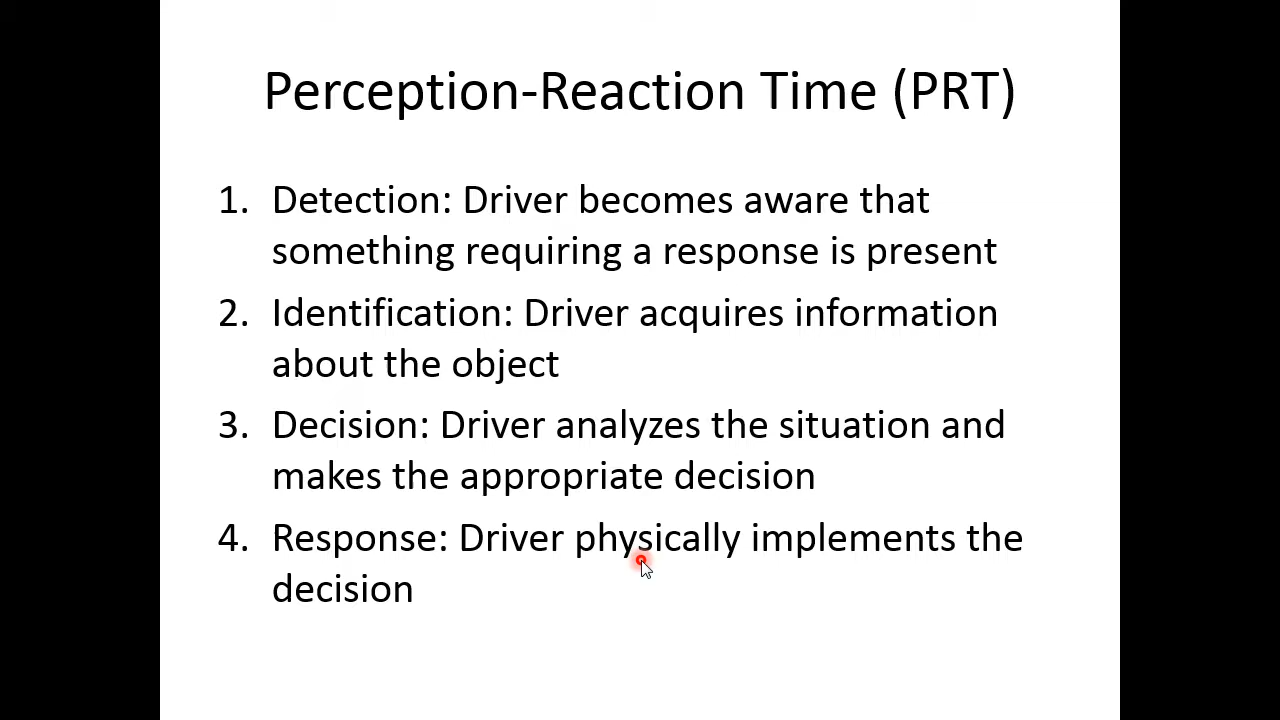 Perception-Reaction Time (PRT)
1. Detection: Driver becomes aware that
something requiring a response is present
2. Identification: Driver acquires information
about the object
3. Decision: Driver analyzes the situation and
makes the appropriate decision
4. Response: Driver physically implements the
decision